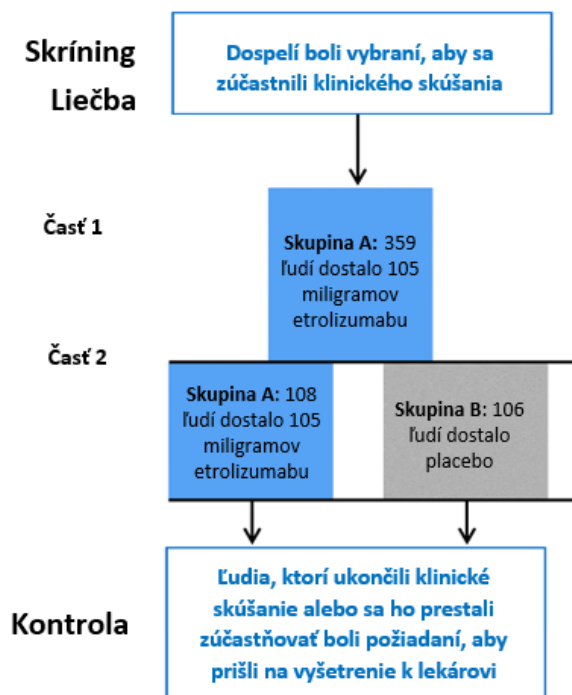 Skríning
Liečba
Dospelí boli vybraní, aby sa
zúčastnili klinického skúšania
Časť 1
Skupina A: 359
ľudí dostalo 105
miligramov
etrolizumabu
Časť 2
Skupina A: 108
ľudí dostalo 105
miligramov
etrolizumabu
Skupina B: 106
ľudí dostalo
placebo
Kontrola
Ľudia, ktorí ukončili klinické
skúšanie alebo sa ho prestali
zúčastňovať boli požiadaní, aby
prišli na vyšetrenie k lekárovi